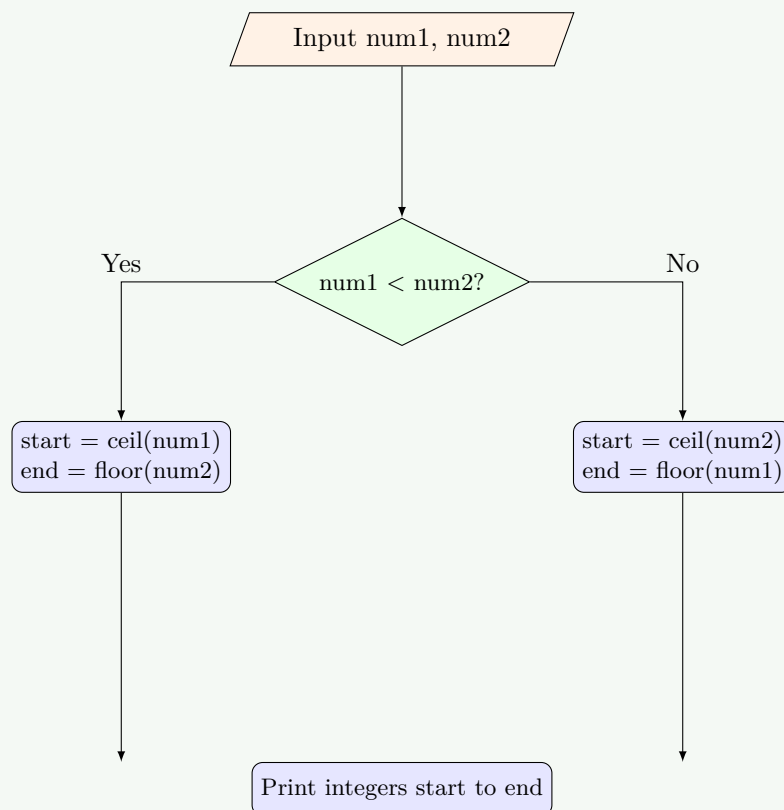 Input num1, num2
num1 < num2?
Yes
No
start = ceil(num1)
end = floor(num2)
start = ceil(num2)
end = floor(num1)
Print integers start to end